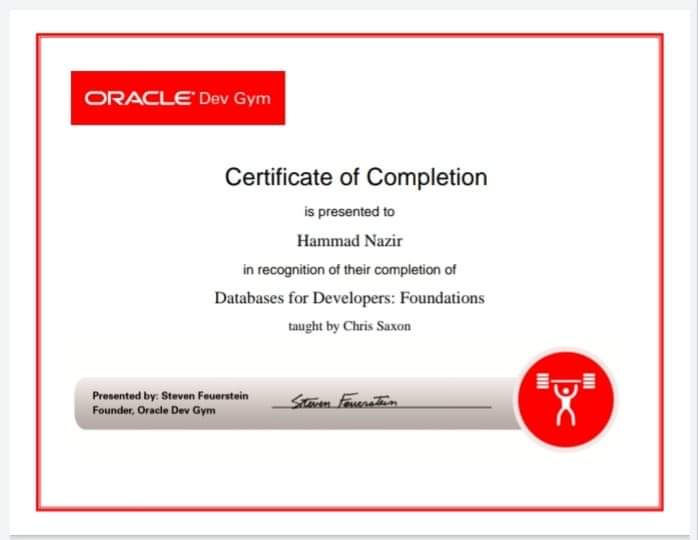 ORACLE Dev Gym
Certificate of Completion
is presented to
Hammad Nazir
in recognition of their completion of
Databases for Developers: Foundations
taught by Chris Saxon
Presented by: Steven Feuerstein
Founder, Oracle Dev Gym
Steven Feuerstein